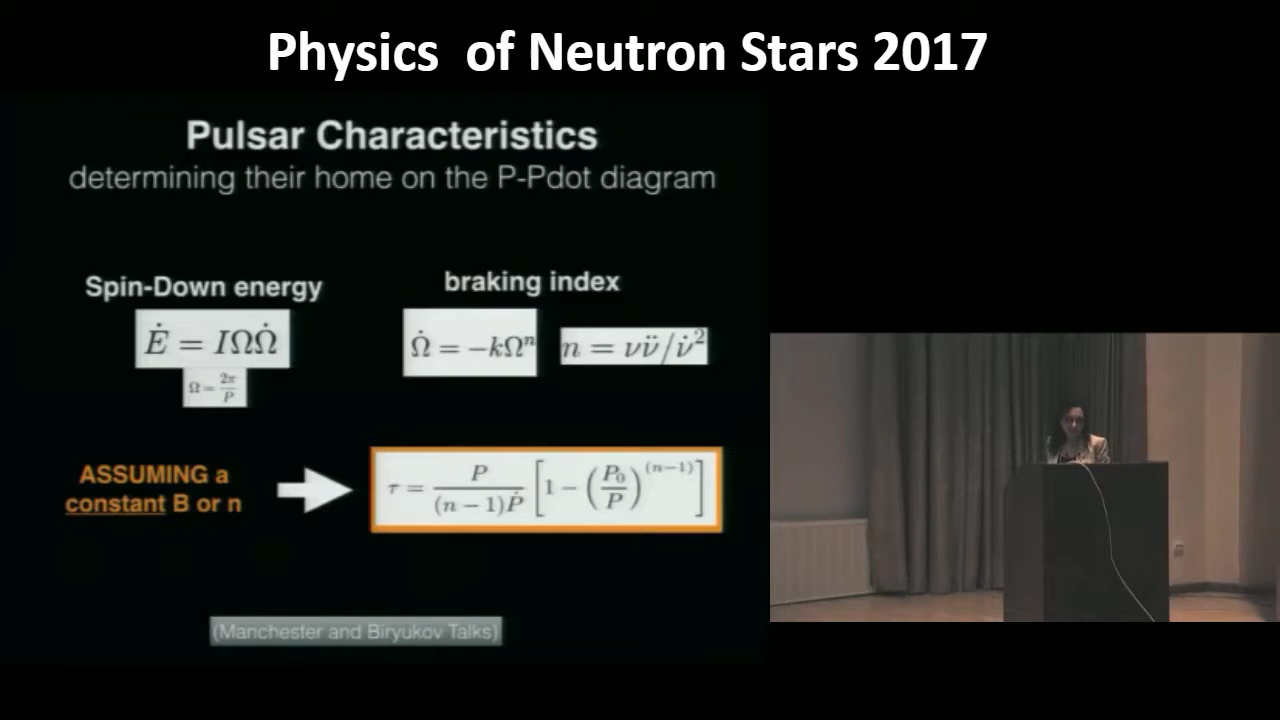 Physics of Neutron Stars 2017
Pulsar Characteristics
determining their home on the P-Pdot diagram
Spin-Down energy
braking index
Ė = IΩΩ̇
Ω = 2π/P
Ω̇ = −kΩⁿ
n = νν̈/ν̇²
ASSUMING a
constant B or n
τ = P/((n − 1)Ṗ) [1 − (P₀/P)^(n−1)]
(Manchester and Biryukov Talks)